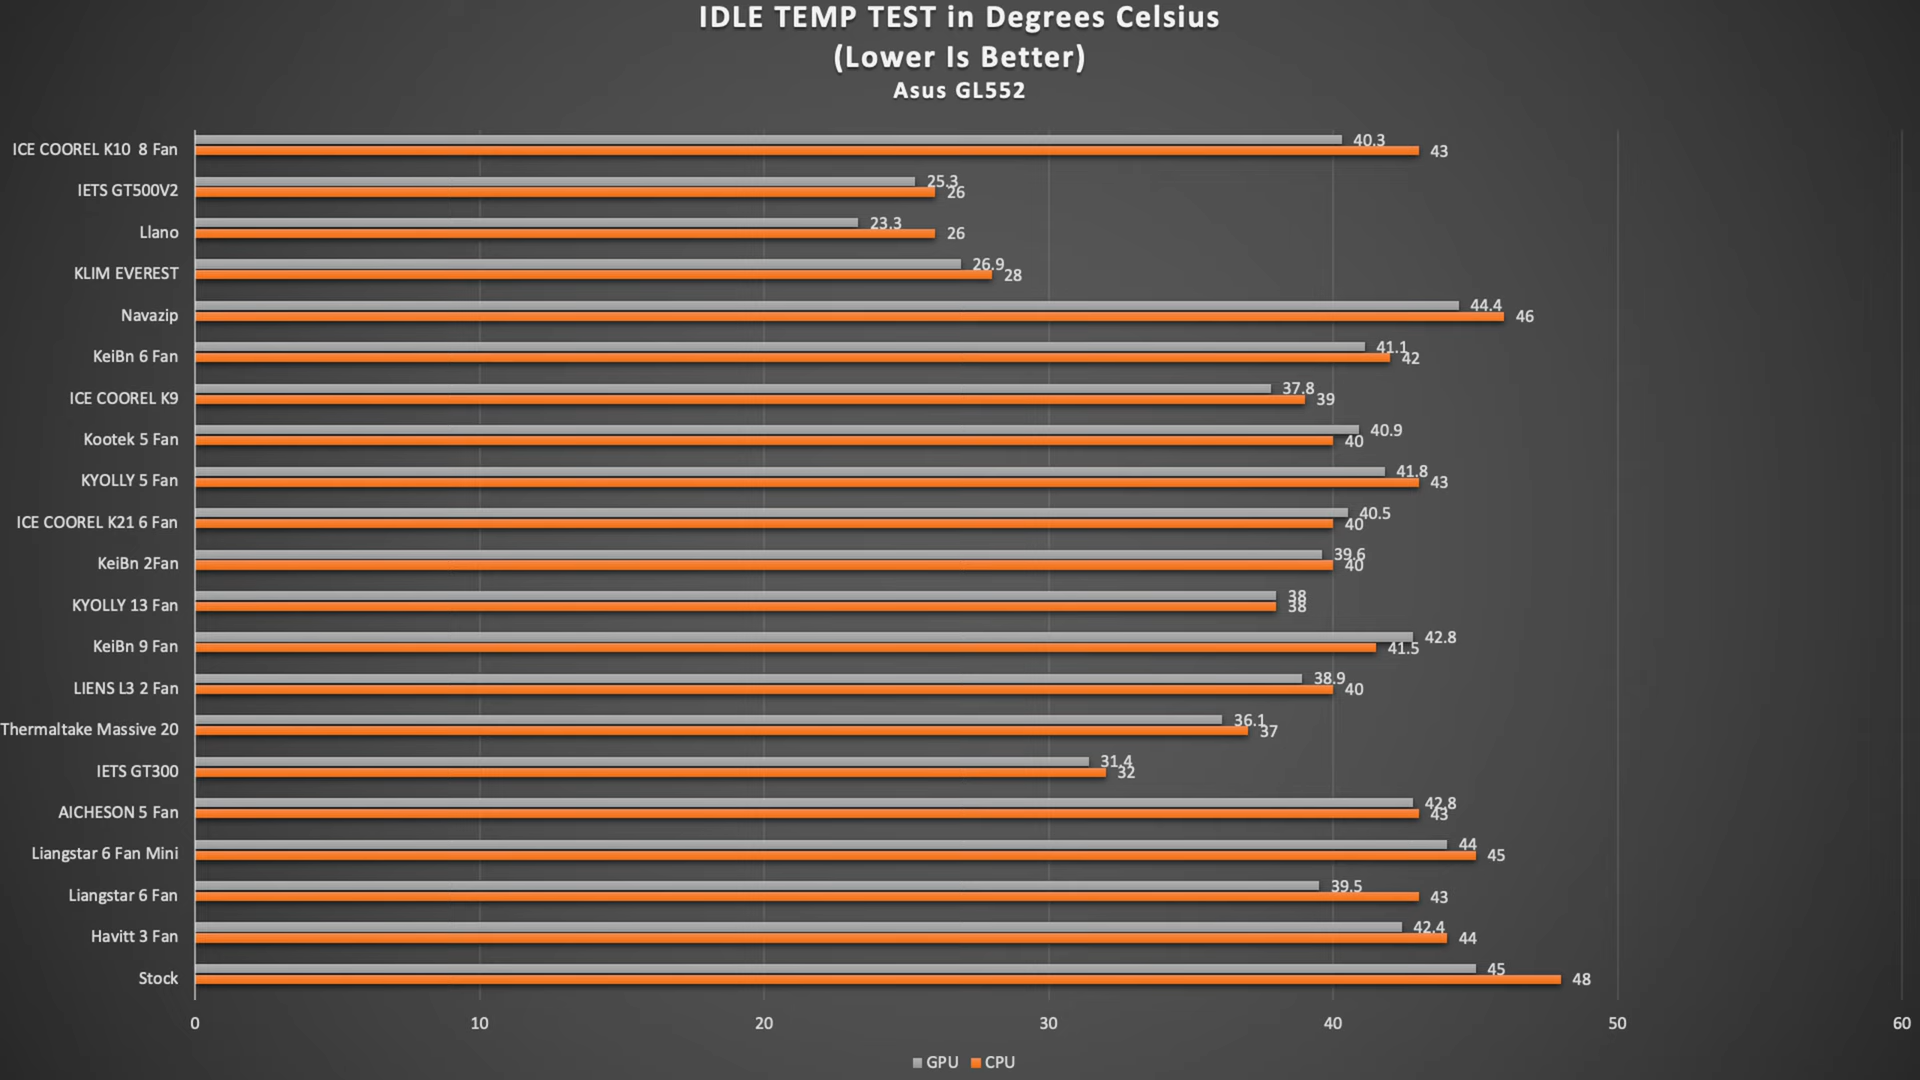 IDLE TEMP TEST in Degrees Celsius
(Lower Is Better)
Asus GL552
ICE COOREL K10 8 Fan 40.3 43
IETS GT500V2 25.3 26
Llano 23.3 26
KLIM EVEREST 26.9 28
Navazip 44.4 46
KeiBn 6 Fan 41.1 42
ICE COOREL K9 37.8 39
Kootek 5 Fan 40.9 40
KYOLLY 5 Fan 41.8 43
ICE COOREL K21 6 Fan 40.5 40
KeiBn 2Fan 39.6 40
KYOLLY 13 Fan 38 38
KeiBn 9 Fan 42.8 41.5
LIENS L3 2 Fan 38.9 40
Thermaltake Massive 20 36.1 37
IETS GT300 31.4 32
AICHESON 5 Fan 42.8 43
Liangstar 6 Fan Mini 44 45
Liangstar 6 Fan 39.5 43
Havitt 3 Fan 42.4 44
Stock 45 48
0 10 20 30 40 50 60
GPU CPU